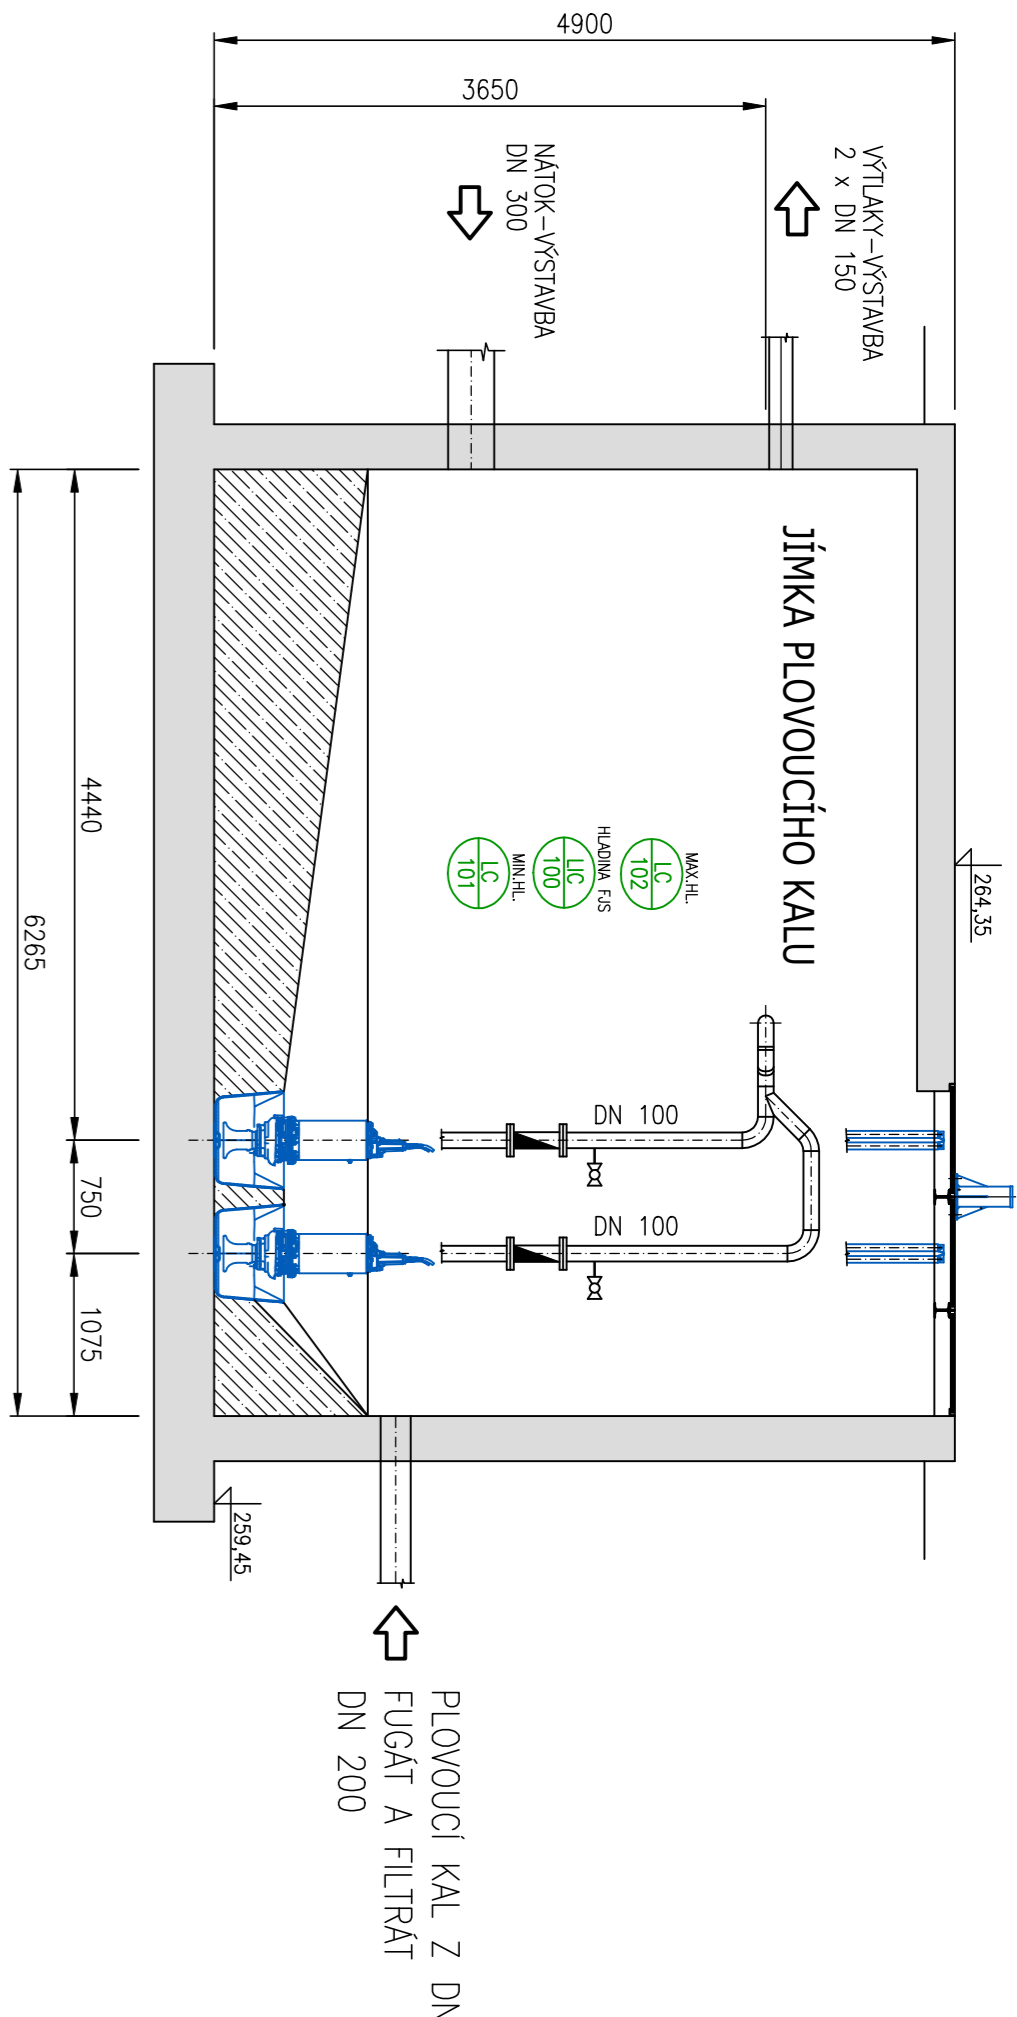 4900
3650
VÝTLAKY-VÝSTAVBA
2 x DN 150
NÁTOK-VÝSTAVBA
DN 300
JÍMKA PLOVOUCÍHO KALU
264,35
MAX.HL.
LC
102
HLADINA FJS
LIC
100
MIN.HL.
LC
101
DN 100
DN 100
4440
750
1075
6265
259,45
PLOVOUCÍ KAL Z DN
FUGÁT A FILTRÁT
DN 200